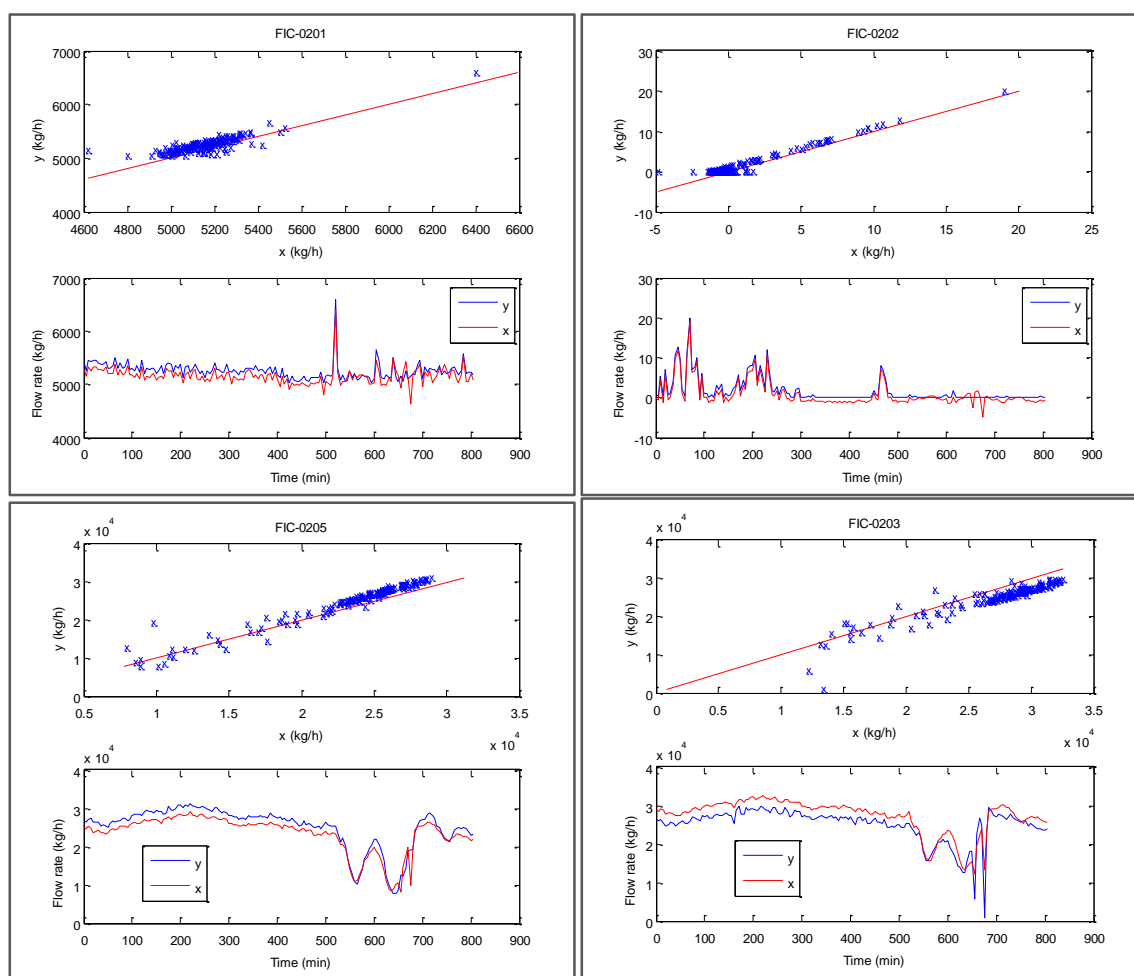 FIC-0201
7000
6000
5000
4000
y (kg/h)
4600 4800 5000 5200 5400 5600 5800 6000 6200 6400 6600
x (kg/h)
7000
6000
5000
4000
Flow rate (kg/h)
y
x
0 100 200 300 400 500 600 700 800 900
Time (min)
FIC-0202
30
20
10
0
-10
y (kg/h)
-5 0 5 10 15 20 25
x (kg/h)
30
20
10
0
-10
Flow rate (kg/h)
y
x
0 100 200 300 400 500 600 700 800 900
Time (min)
FIC-0205
x 10^4
4
3
2
1
0
y (kg/h)
0.5 1 1.5 2 2.5 3 3.5
x (kg/h)
x 10^4
x 10^4
4
3
2
1
0
Flow rate (kg/h)
y
x
0 100 200 300 400 500 600 700 800 900
Time (min)
FIC-0203
x 10^4
4
3
2
1
0
y (kg/h)
0 0.5 1 1.5 2 2.5 3 3.5
x (kg/h)
x 10^4
x 10^4
4
3
2
1
0
Flow rate (kg/h)
y
x
0 100 200 300 400 500 600 700 800 900
Time (min)